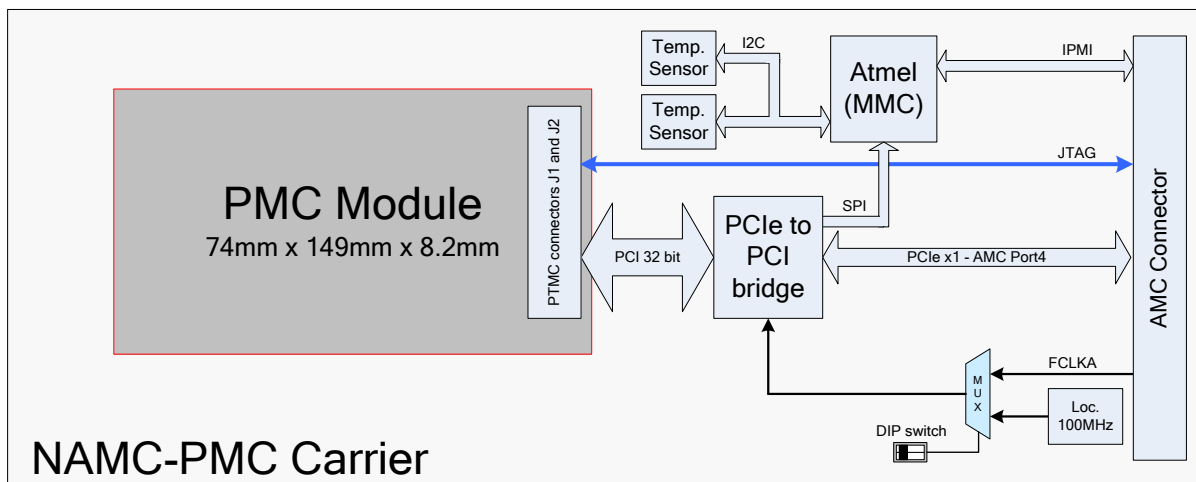 Temp.
Sensor
I2C
Temp.
Sensor
Atmel
(MMC)
IPMI
JTAG
AMC Connector
PMC Module
74mm x 149mm x 8.2mm
PTMC connectors J1 and J2
PCI 32 bit
PCIe to
PCI
bridge
SPI
PCIe x1 - AMC Port4
FCLKA
MUX
Loc.
100MHz
DIP switch
NAMC-PMC Carrier